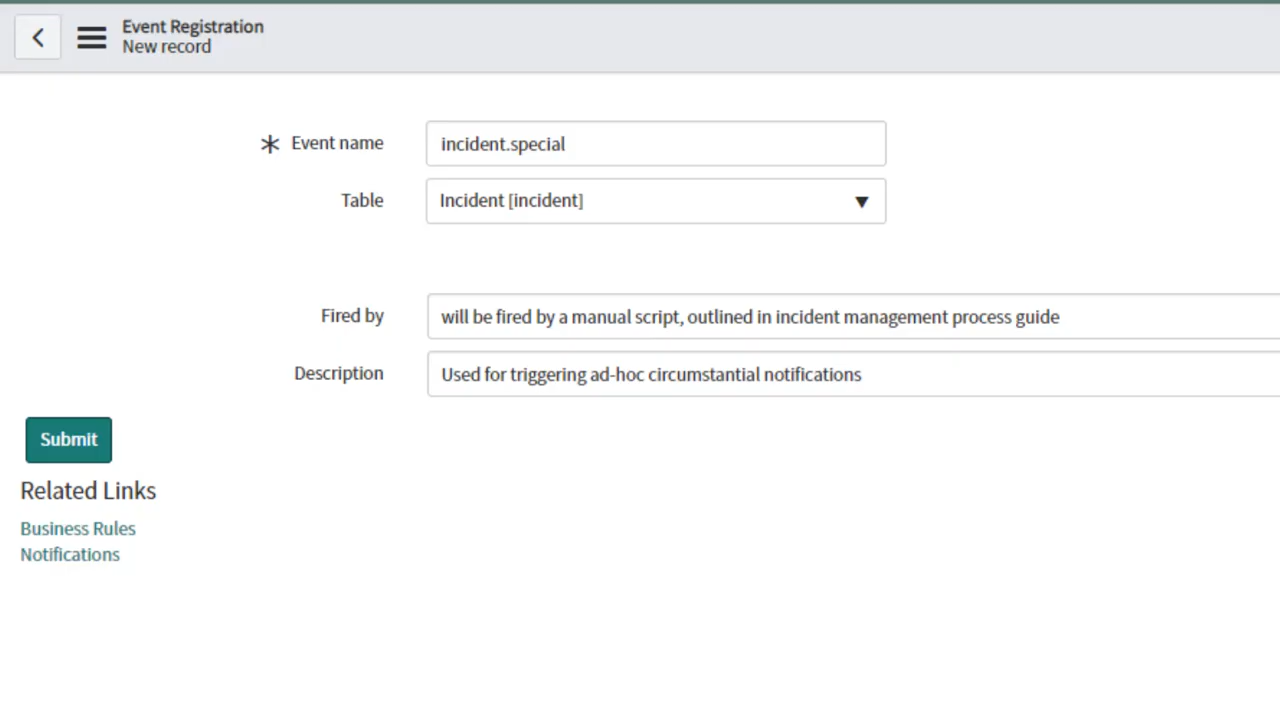 Event Registration
New record
Event name
incident.special
Table
Incident [incident]
Fired by
will be fired by a manual script, outlined in incident management process guide
Description
Used for triggering ad-hoc circumstantial notifications
Submit
Related Links
Business Rules
Notifications